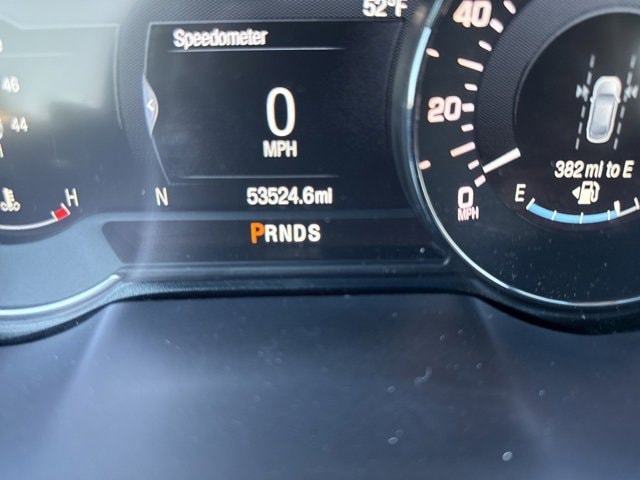 52°F
Speedometer
0
MPH
N 53524.6mi
PRNDS
46
44
H
40
20
0
MPH
382 mi to E
E